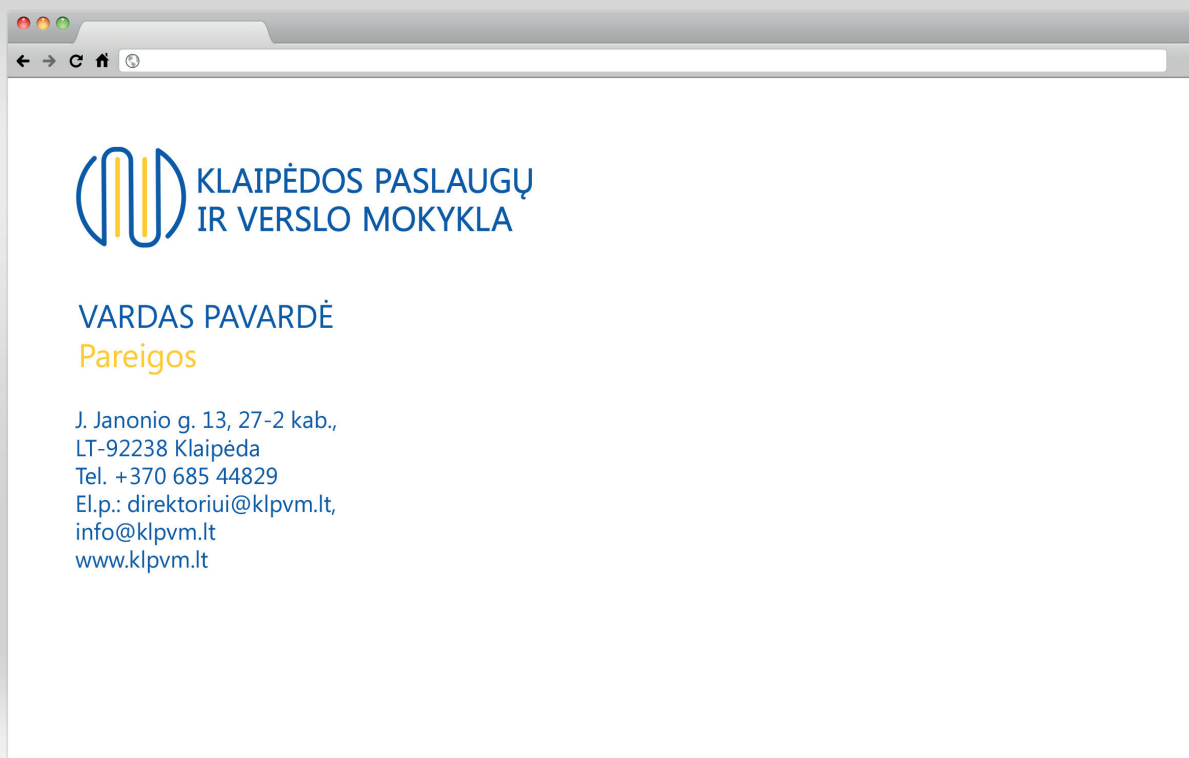 KLAIPĖDOS PASLAUGŲ
IR VERSLO MOKYKLA
VARDAS PAVARDĖ
Pareigos
J. Janonio g. 13, 27-2 kab.,
LT-92238 Klaipėda
Tel. +370 685 44829
El.p.: direktoriui@klpvm.lt,
info@klpvm.lt
www.klpvm.lt